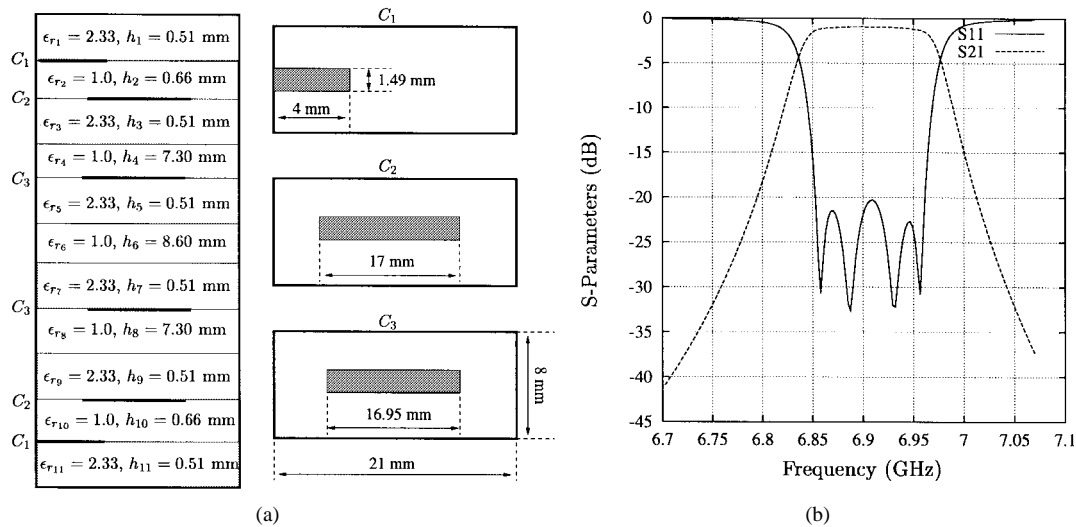 ϵr1 = 2.33, h1 = 0.51 mm
C1
ϵr2 = 1.0, h2 = 0.66 mm
C2
ϵr3 = 2.33, h3 = 0.51 mm
ϵr4 = 1.0, h4 = 7.30 mm
C3
ϵr5 = 2.33, h5 = 0.51 mm
ϵr6 = 1.0, h6 = 8.60 mm
ϵr7 = 2.33, h7 = 0.51 mm
C3
ϵr8 = 1.0, h8 = 7.30 mm
ϵr9 = 2.33, h9 = 0.51 mm
C2
ϵr10 = 1.0, h10 = 0.66 mm
C1
ϵr11 = 2.33, h11 = 0.51 mm
C1
1.49 mm
4 mm
C2
17 mm
C3
16.95 mm
8 mm
21 mm
(a)
S11
S21
0
-5
-10
-15
-20
-25
-30
-35
-40
-45
S-Parameters (dB)
6.7 6.75 6.8 6.85 6.9 6.95 7 7.05 7.1
Frequency (GHz)
(b)